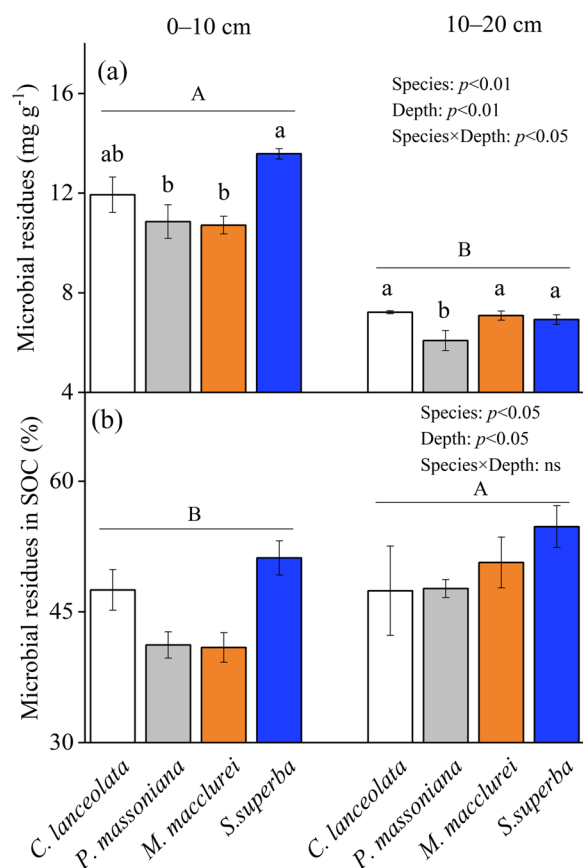 0–10 cm
10–20 cm
(a)
Microbial residues (mg g⁻¹)
16
12
8
4
A
ab
b
b
a
Species: p<0.01
Depth: p<0.01
Species×Depth: p<0.05
B
a
b
a
a
(b)
Microbial residues in SOC (%)
60
45
30
B
Species: p<0.05
Depth: p<0.05
Species×Depth: ns
A
C. lanceolata
P. massoniana
M. macclurei
S.superba
C. lanceolata
P. massoniana
M. macclurei
S.superba